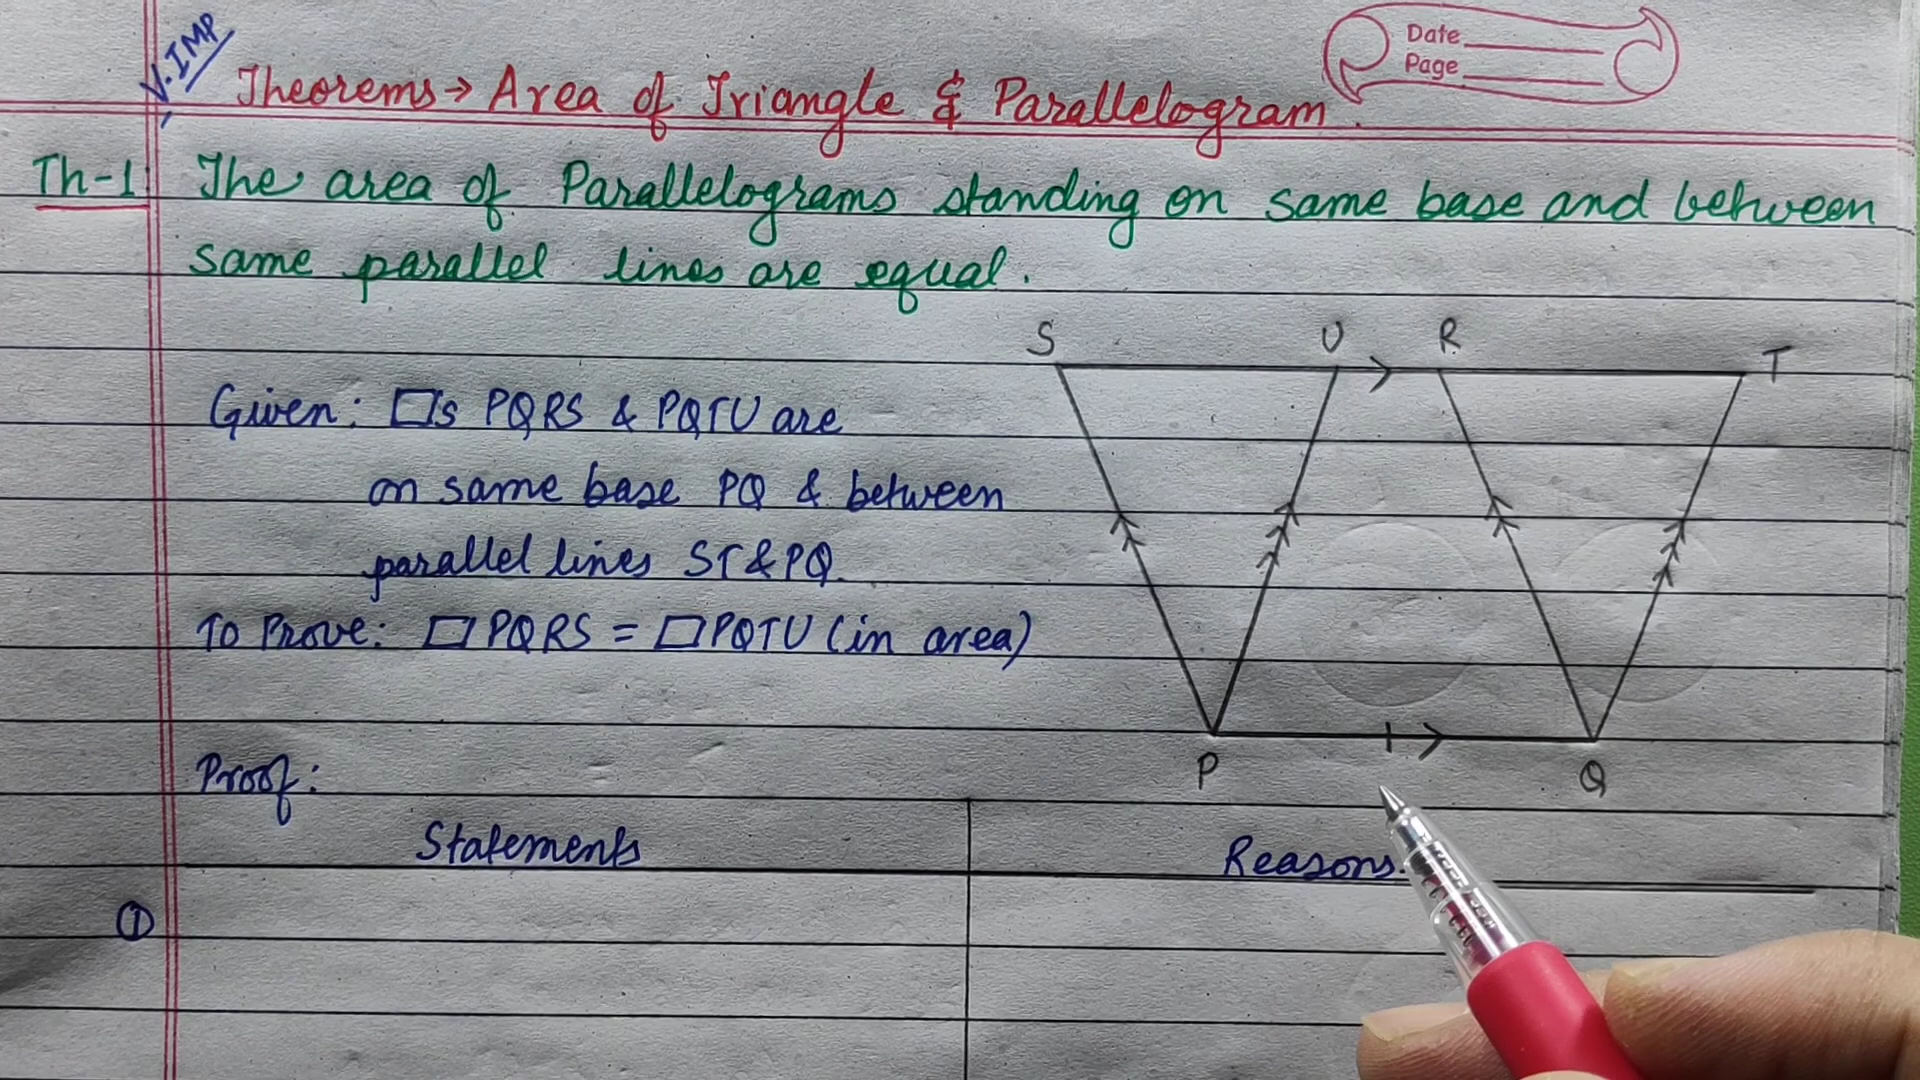 V.IMP
Date
Page
Theorems → Area of Triangle & Parallelogram.
Th-1: The area of Parallelograms standing on same base and between
same parallel lines are equal.
S U R T
Given: ▱s PQRS & PQTU are
on same base PQ & between
parallel lines ST & PQ.
To Prove: ▱ PQRS = ▱ PQTU (in area)
P Q
Proof:
Statements Reasons.
①